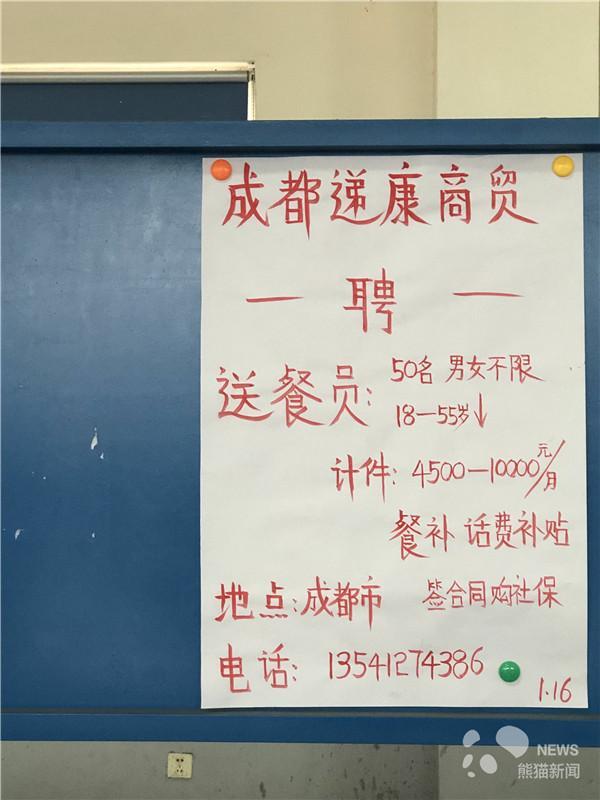 成都递康商贸
一 聘 一
送餐员: 50名 男女不限
18—55岁↓
计件: 4500—10000元/月
餐补 话费补贴
地点:成都市 签合同购社保
电话: 13541274386
1.16
NEWS
熊猫新闻